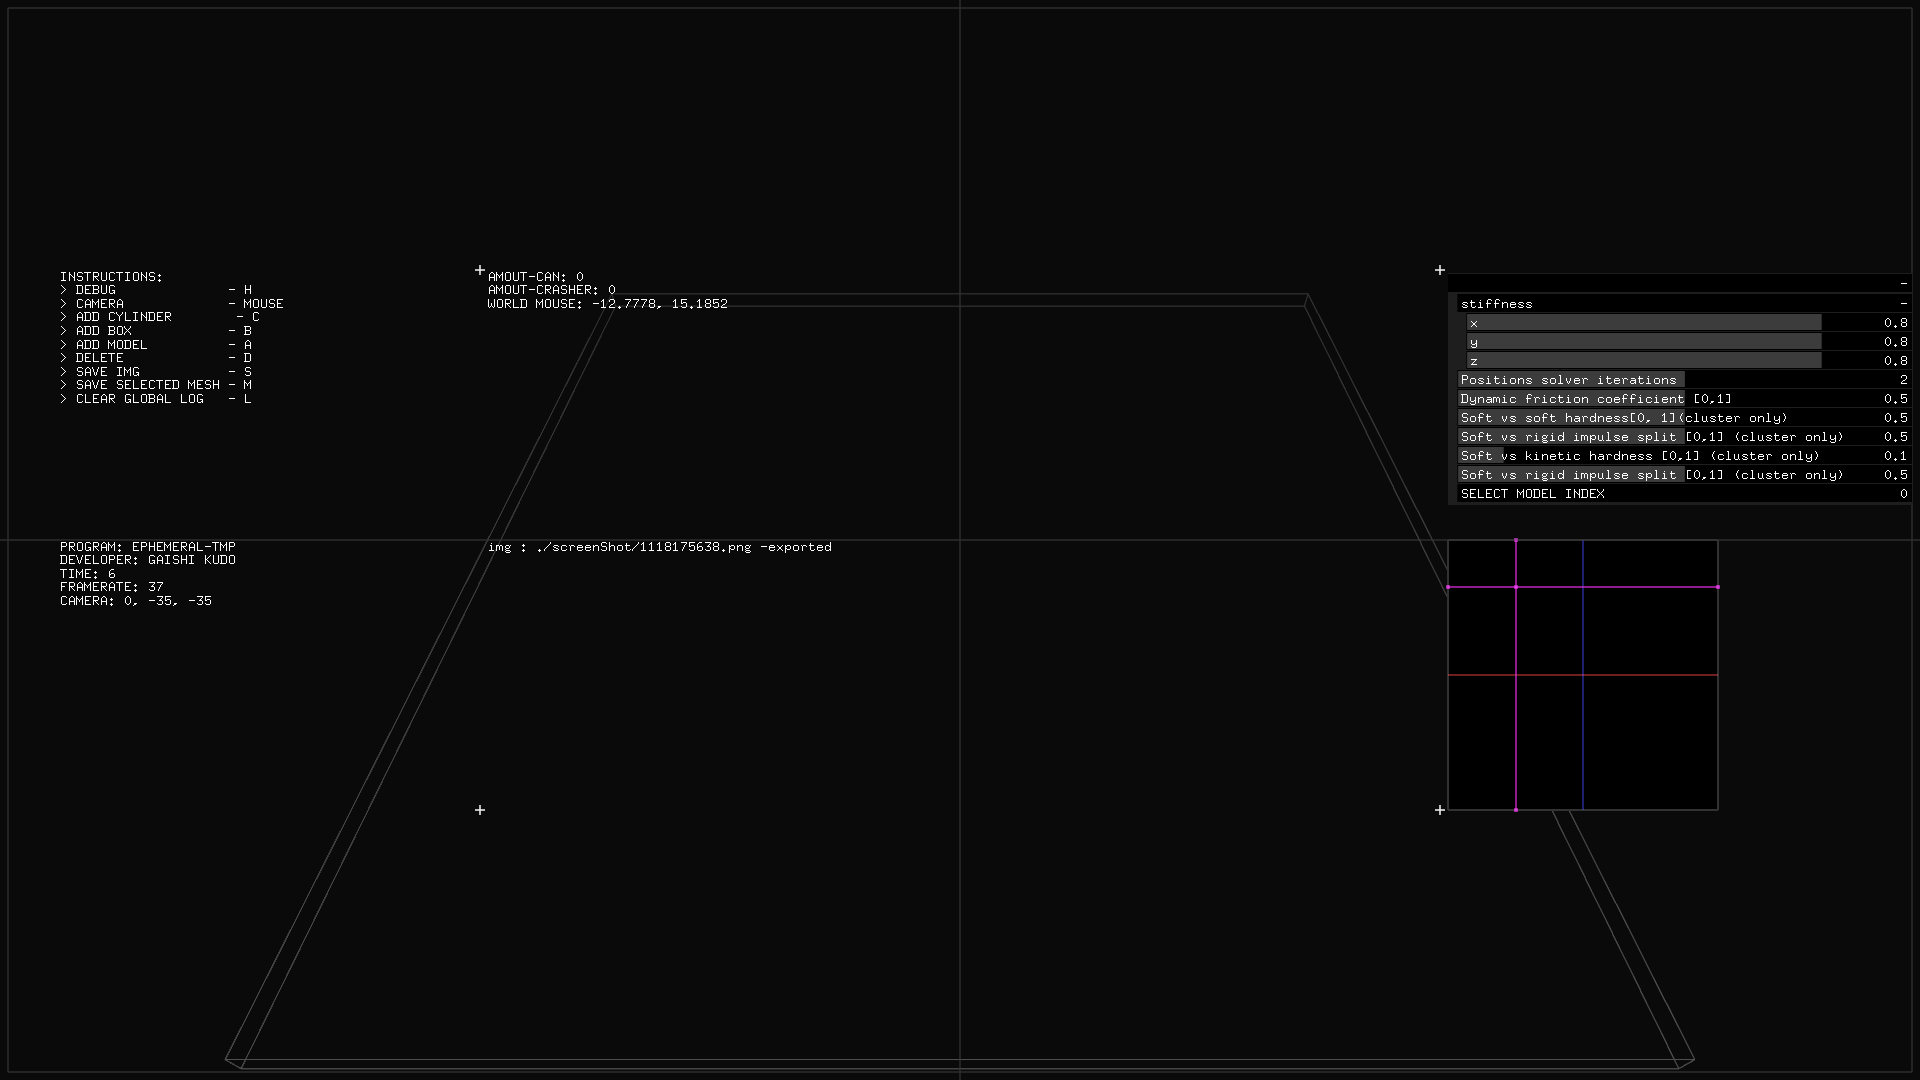 INSTRUCTIONS:
> DEBUG - H
> CAMERA - MOUSE
> ADD CYLINDER - C
> ADD BOX - B
> ADD MODEL - A
> DELETE - D
> SAVE IMG - S
> SAVE SELECTED MESH - M
> CLEAR GLOBAL LOG - L
AMOUT-CAN: 0
AMOUT-CRASHER: 0
WORLD MOUSE: -12.7778, 15.1852
-
stiffness -
x 0.8
y 0.8
z 0.8
Positions solver iterations 2
Dynamic friction coefficient [0,1] 0.5
Soft vs soft hardness[0, 1](cluster only) 0.5
Soft vs rigid impulse split [0,1] (cluster only) 0.5
Soft vs kinetic hardness [0,1] (cluster only) 0.1
Soft vs rigid impulse split [0,1] (cluster only) 0.5
SELECT MODEL INDEX 0
PROGRAM: EPHEMERAL-TMP
DEVELOPER: GAISHI KUDO
TIME: 6
FRAMERATE: 37
CAMERA: 0, -35, -35
img : ./screenShot/1118175638.png -exported